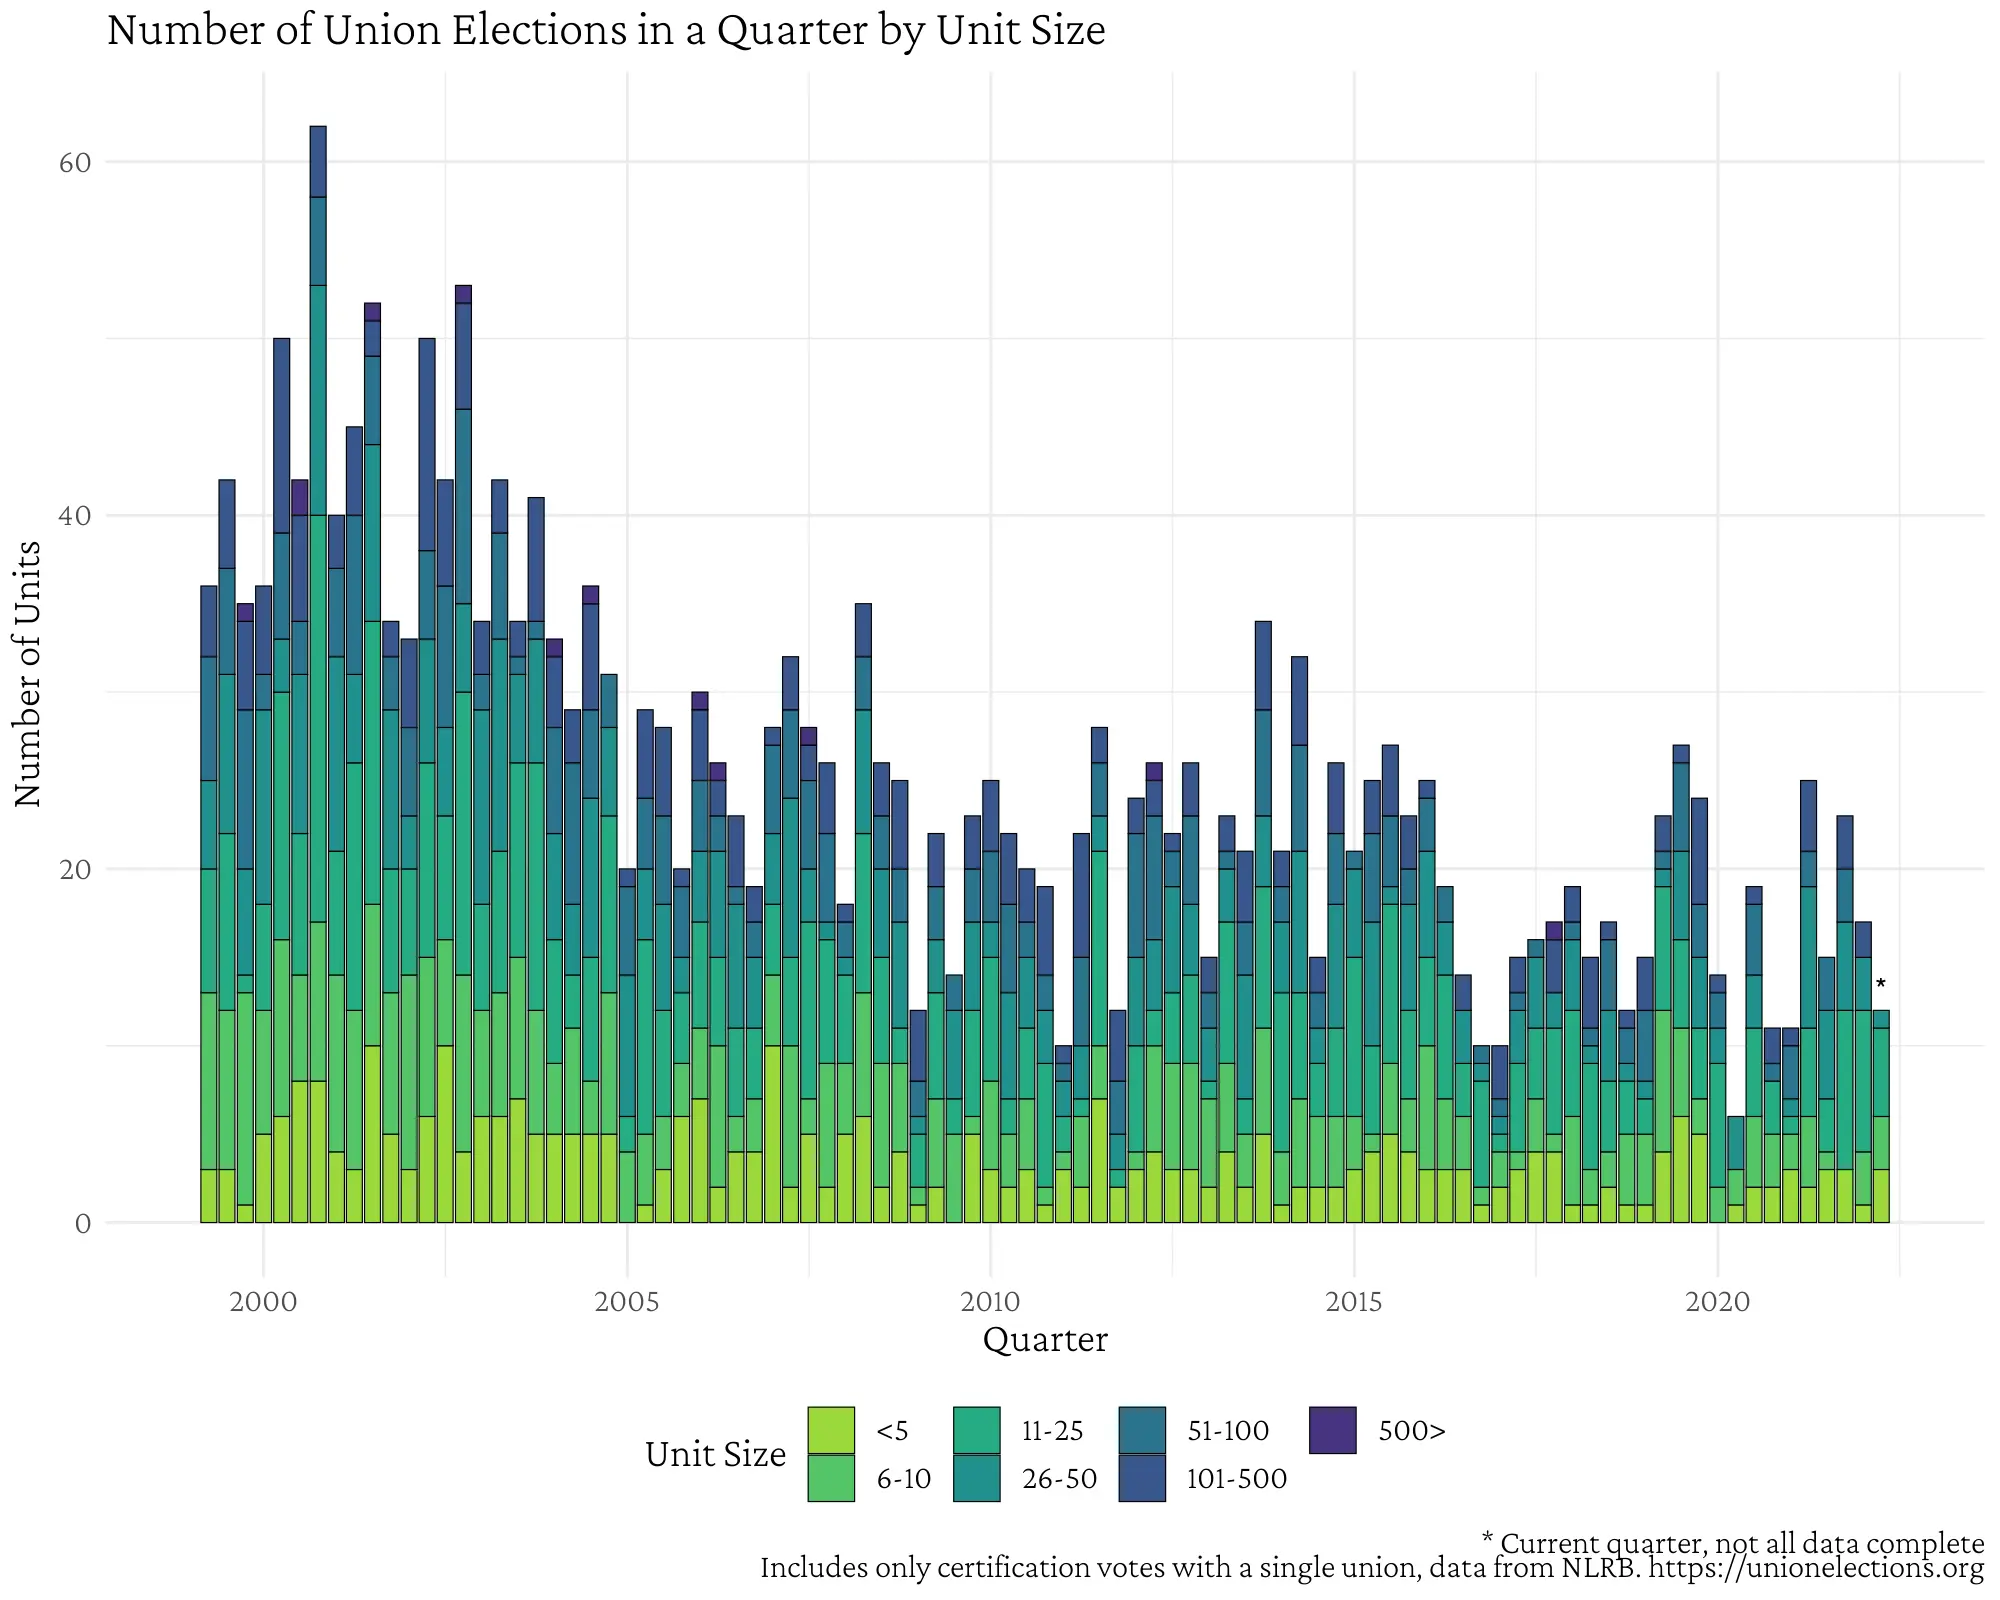 Number of Union Elections in a Quarter by Unit Size
60
40
20
0
Number of Units
2000 2005 2010 2015 2020
*
Quarter
Unit Size
<5 11-25 51-100 500>
6-10 26-50 101-500
* Current quarter, not all data complete
Includes only certification votes with a single union, data from NLRB. https://unionelections.org